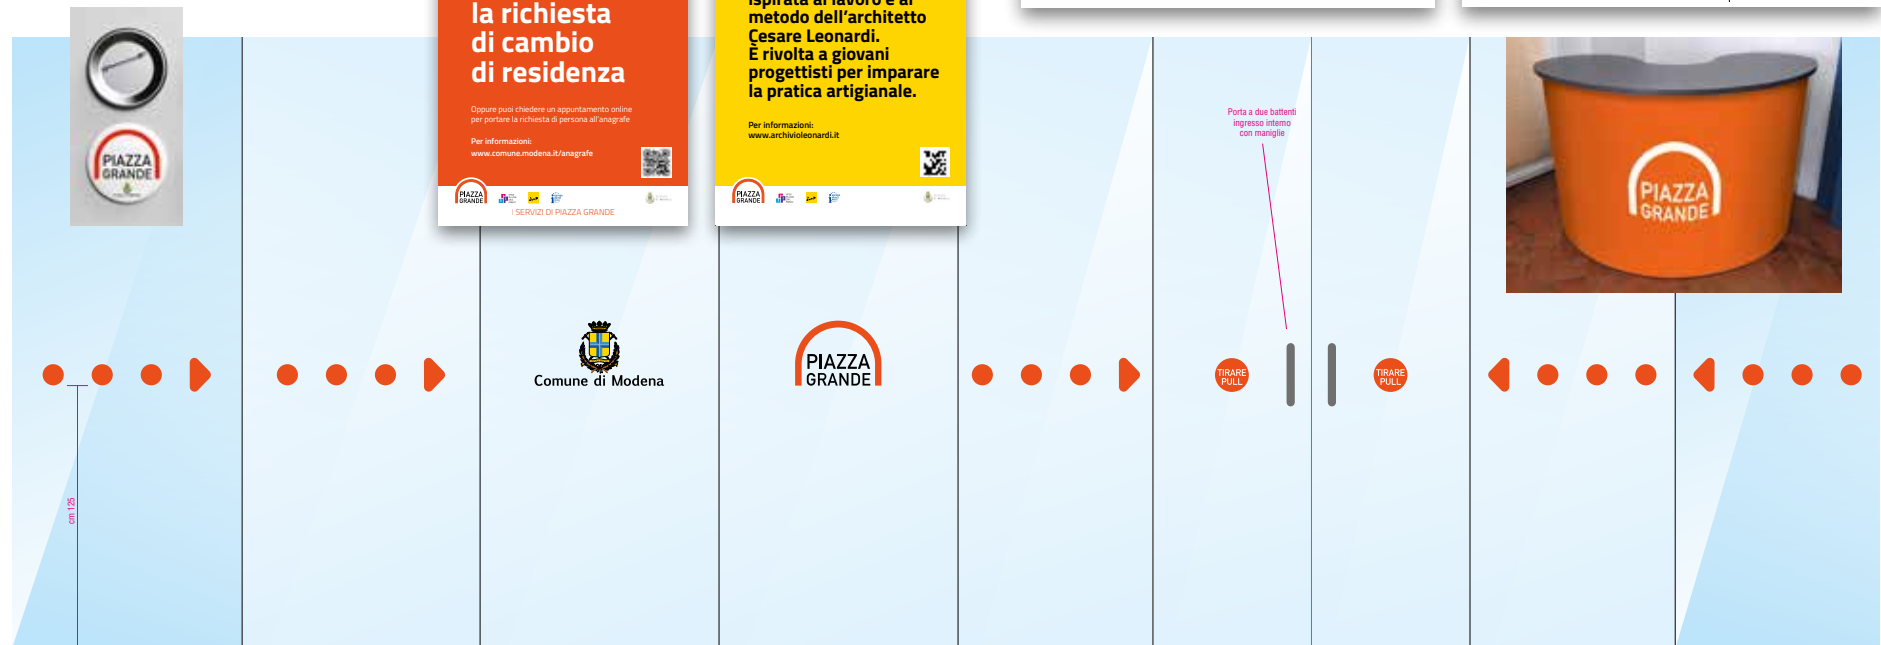 PIAZZA
GRANDE
la richiesta
di cambio
di residenza
Oppure puoi chiedere un appuntamento online
per portare la richiesta di persona all'anagrafe
Per informazioni:
www.comune.modena.it/anagrafe
PIAZZA
GRANDE
I SERVIZI DI PIAZZA GRANDE
ispirata al lavoro e al
metodo dell'architetto
Cesare Leonardi.
È rivolta a giovani
progettisti per imparare
la pratica artigianale.
Per informazioni:
www.archivioleonardi.it
PIAZZA
GRANDE
Porta a due battenti
ingresso interno
con maniglie
PIAZZA
GRANDE
Comune di Modena
PIAZZA
GRANDE
TIRARE
PULL
TIRARE
PULL
cm 125